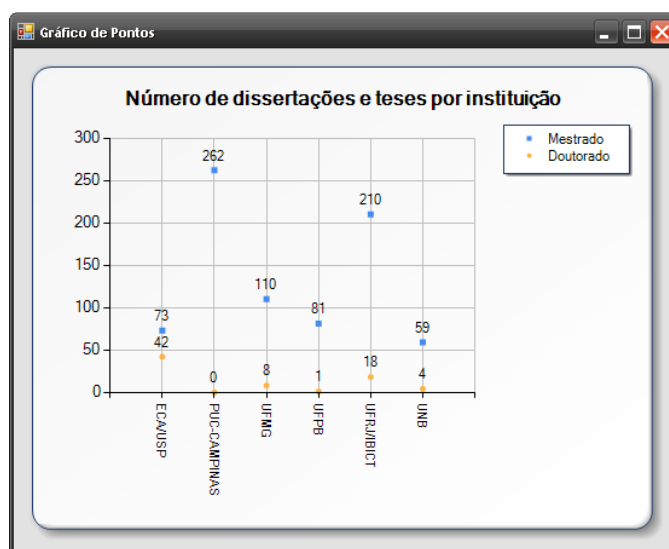 Gráfico de Pontos
Número de dissertações e teses por instituição
Mestrado
Doutorado
300
250
200
150
100
50
0
262
210
110
81
73
59
42
18
8
4
1
0
ECA/USP
PUC-CAMPINAS
UFMG
UFPB
UFRJ/IBICT
UNB